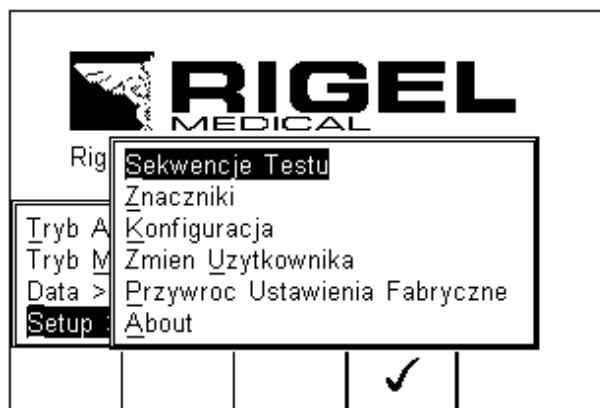 RIGEL
MEDICAL
Rig
Sekwencje Testu
Znaczniki
Konfiguracja
Zmien Uzytkownika
Przywroc Ustawienia Fabryczne
About
Tryb A
Tryb M
Data >
Setup